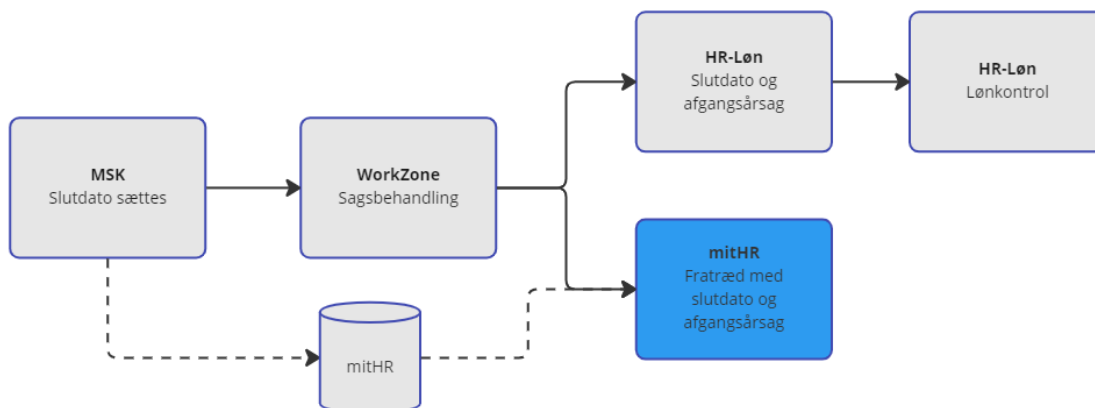 MSK
Slutdato sættes
WorkZone
Sagsbehandling
HR-Løn
Slutdato og
afgangsårsag
HR-Løn
Lønkontrol
mitHR
Fratræd med
slutdato og
afgangsårsag
mitHR